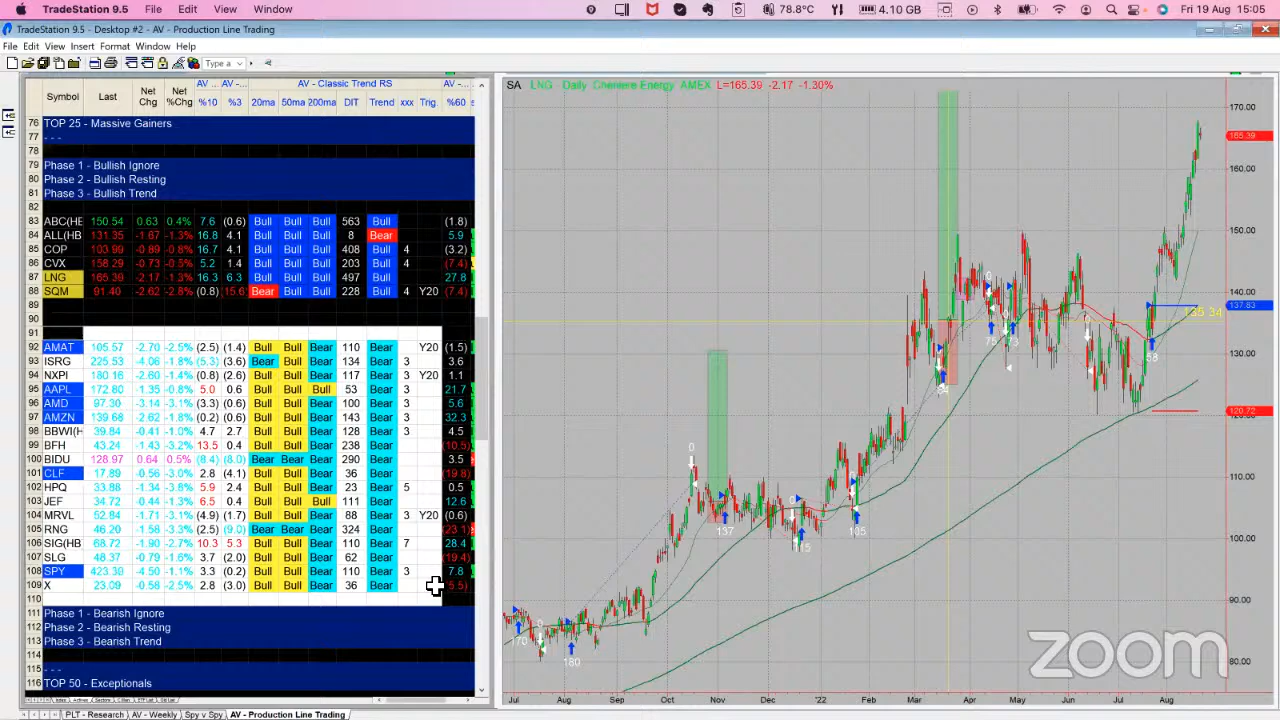 TradeStation 9.5 File Edit View Window 78.8°C 4.10 GB Fri 19 Aug 15:05
TradeStation 9.5 - Desktop #2 - AV - Production Line Trading
File Edit View Insert Format Window Help
Type a
AV ... AV -... AV - Classic Trend RS AV -...
Symbol Last Net Chg Net %Chg %10 %3 20ma 50ma 200ma DIT Trend xxx Trig. %60
76 TOP 25 - Massive Gainers
77 - - -
78
79 Phase 1 - Bullish Ignore
80 Phase 2 - Bullish Resting
81 Phase 3 - Bullish Trend
82
83 ABC(HE 150.54 0.63 0.4% 7.6 (0.6) Bull Bull Bull 563 Bull (1.8)
84 ALL(HB 131.35 -1.67 -1.3% 16.8 4.1 Bull Bull Bull 8 Bear 5.9
85 COP 103.99 -0.89 -0.8% 16.7 4.1 Bull Bull Bull 408 Bull 4 (3.2)
86 CVX 158.29 -0.73 -0.5% 5.2 1.4 Bull Bull Bull 263 Bull 4 (7.4)
87 LNG 165.39 -2.17 -1.3% 16.3 6.3 Bull Bull Bull 497 Bull 27.8
88 SQM 91.40 -2.62 -2.8% (0.8) (15.6) Bear Bull Bull 228 Bull 4 Y20 (7.4)
89
90
91
92 AMAT 105.57 -2.70 -2.5% (2.5) (1.4) Bull Bull Bear 110 Bear Y20 (1.5)
93 ISRG 225.53 -4.06 -1.8% (5.3) (3.6) Bear Bull Bear 134 Bear 3 3.6
94 NXPI 180.16 -2.60 -1.4% (2.6) (0.8) Bull Bull Bear 117 Bear 3 Y20 1.1
95 AAPL 172.80 -1.35 -0.8% 5.0 0.6 Bull Bull Bull 53 Bear 3 21.7
96 AMD 97.30 -3.14 -3.1% (3.3) (0.6) Bull Bull Bear 100 Bear 3 5.6
97 AMZN 139.68 -2.62 -1.8% (0.2) (0.6) Bull Bull Bear 143 Bear 3 32.3
98 BBWI(H 39.84 -0.41 -1.0% 4.7 2.7 Bull Bull Bear 128 Bear 3 4.5
99 BFH 43.24 -1.43 -3.2% 13.5 0.4 Bull Bull Bear 238 Bear (10.5)
100 BIDU 128.97 0.64 0.5% (8.4) (8.0) Bear Bear Bear 290 Bear 3.5
101 CLF 17.89 -0.56 -3.0% 2.8 (4.1) Bull Bull Bear 36 Bear (19.8)
102 HPQ 33.88 -1.34 -3.8% 5.9 2.4 Bull Bull Bear 23 Bear 5 0.5
103 JEF 34.72 -0.44 -1.3% 6.5 0.4 Bull Bull Bull 111 Bear 12.6
104 MRVL 52.84 -1.71 -3.1% (4.9) (1.7) Bull Bull Bear 88 Bear 3 Y20 (0.6)
105 RNG 46.20 -1.58 -3.3% (2.5) (9.0) Bear Bear Bear 324 Bear (23.1)
106 SIG(HB 68.72 -1.90 -2.7% 10.3 5.3 Bull Bull Bear 110 Bear 7 28.4
107 SLG 48.37 -0.79 -1.6% 3.7 (2.0) Bull Bull Bear 62 Bear (19.4)
108 SPY 423.30 -4.50 -1.1% 3.3 (0.2) Bull Bull Bear 110 Bear 3 7.8
109 X 23.09 -0.58 -2.5% 2.8 (3.0) Bull Bull Bear 36 Bear (5.5)
110
111 Phase 1 - Bearish Ignore
112 Phase 2 - Bearish Resting
113 Phase 3 - Bearish Trend
114
115 - - -
116 TOP 50 - Exceptionals
SA LNG Daily Cheniere Energy AMEX L=165.39 -2.17 -1.30%
170.00
165.39
160.00
150.00
140.00
137.83
135.34
130.00
120.72
110.00
100.00
90.00
80.00
0
0
0
0
75
73
58
137
115
105
170
180
Jul Aug Sep Oct Nov Dec '22 Feb Mar Apr May Jun Jul Aug
zoom
PLT - Research AV - Weekly Spy v Spy AV - Production Line Trading